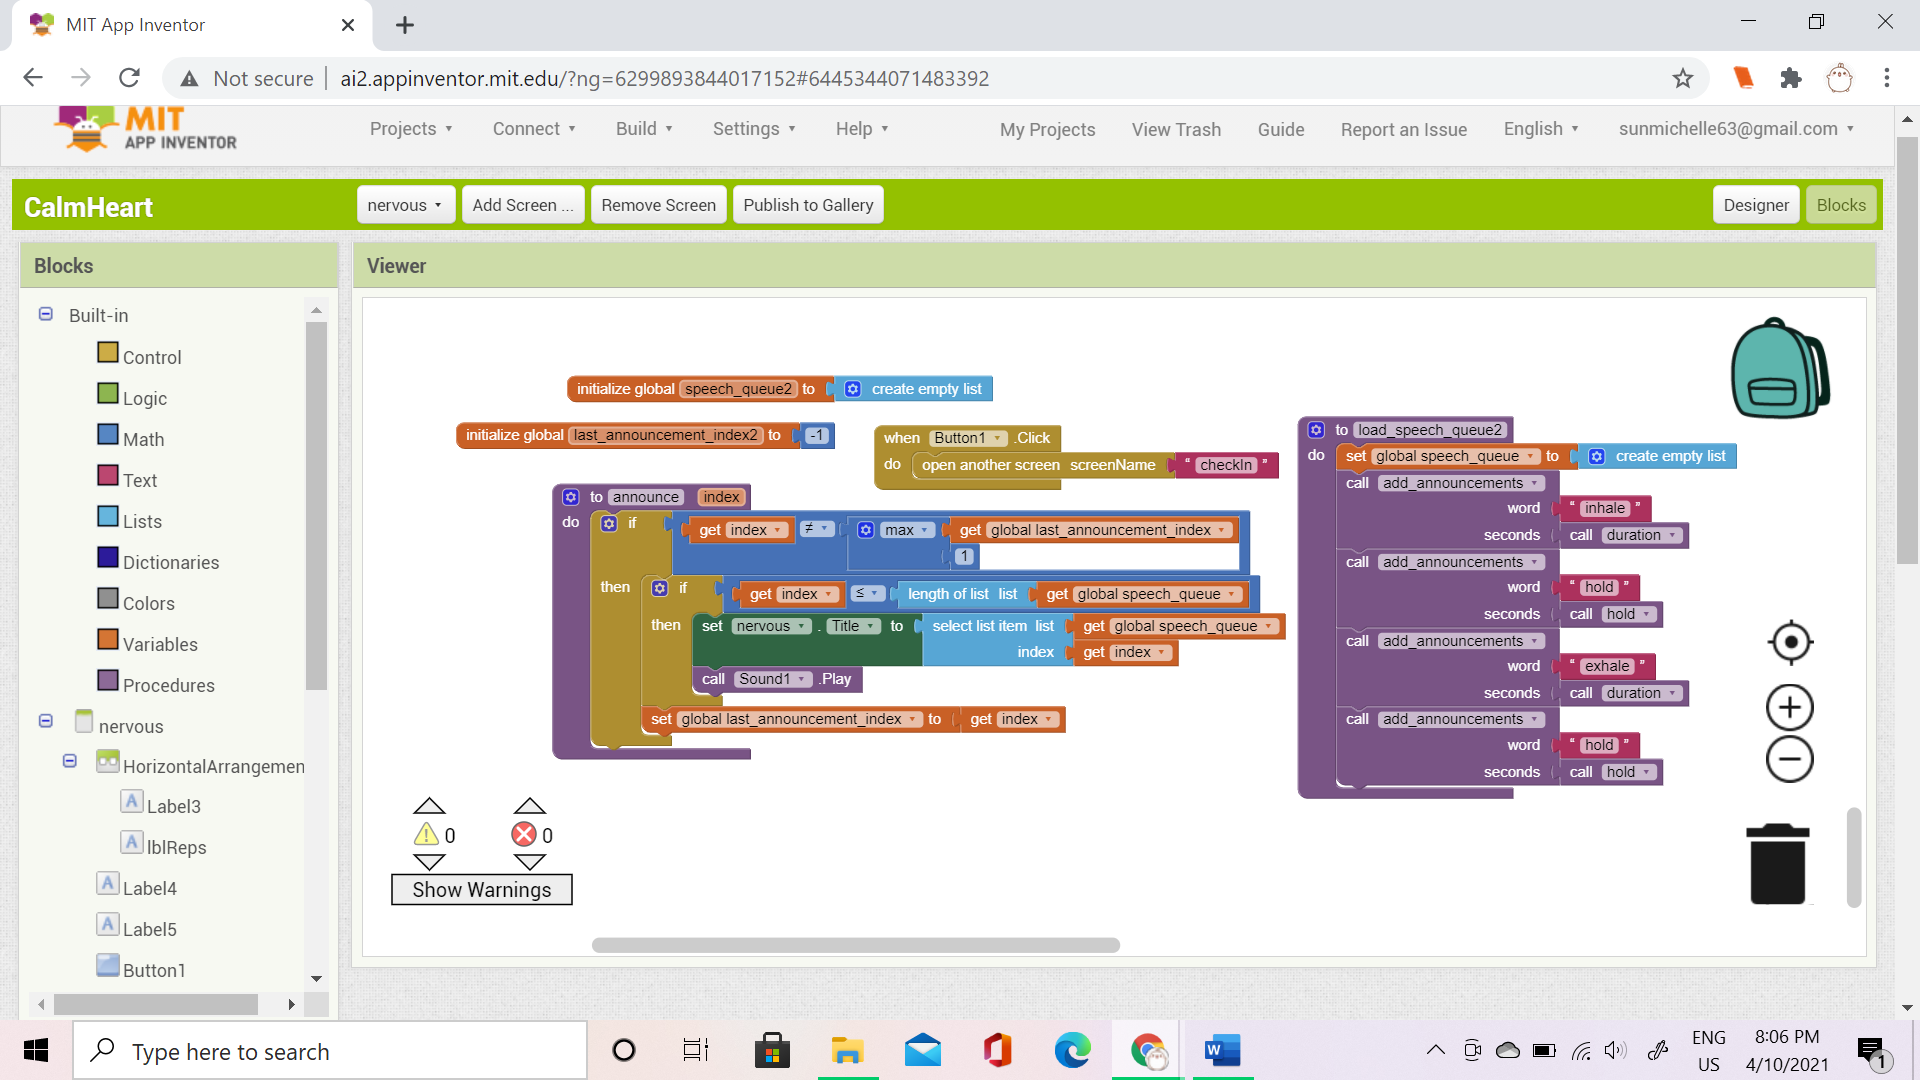 MIT App Inventor
Not secure | ai2.appinventor.mit.edu/?ng=6299893844017152#6445344071483392
MIT
APP INVENTOR
Projects Connect Build Settings Help My Projects View Trash Guide Report an Issue English sunmichelle63@gmail.com
CalmHeart nervous Add Screen ... Remove Screen Publish to Gallery Designer Blocks
Blocks
Built-in
Control
Logic
Math
Text
Lists
Dictionaries
Colors
Variables
Procedures
nervous
HorizontalArrangemen
Label3
lblReps
Label4
Label5
Button1
Viewer
initialize global speech_queue2 to create empty list
initialize global last_announcement_index2 to -1
when Button1 .Click
do open another screen screenName " checkIn "
to announce index
do if get index ≠ max get global last_announcement_index
1
then if get index ≤ length of list list get global speech_queue
then set nervous . Title to select list item list get global speech_queue
index get index
call Sound1 .Play
set global last_announcement_index to get index
to load_speech_queue2
do set global speech_queue to create empty list
call add_announcements
word " inhale "
seconds call duration
call add_announcements
word " hold "
seconds call hold
call add_announcements
word " exhale "
seconds call duration
call add_announcements
word " hold "
seconds call hold
0 0
Show Warnings
Type here to search
ENG
US
8:06 PM
4/10/2021
1